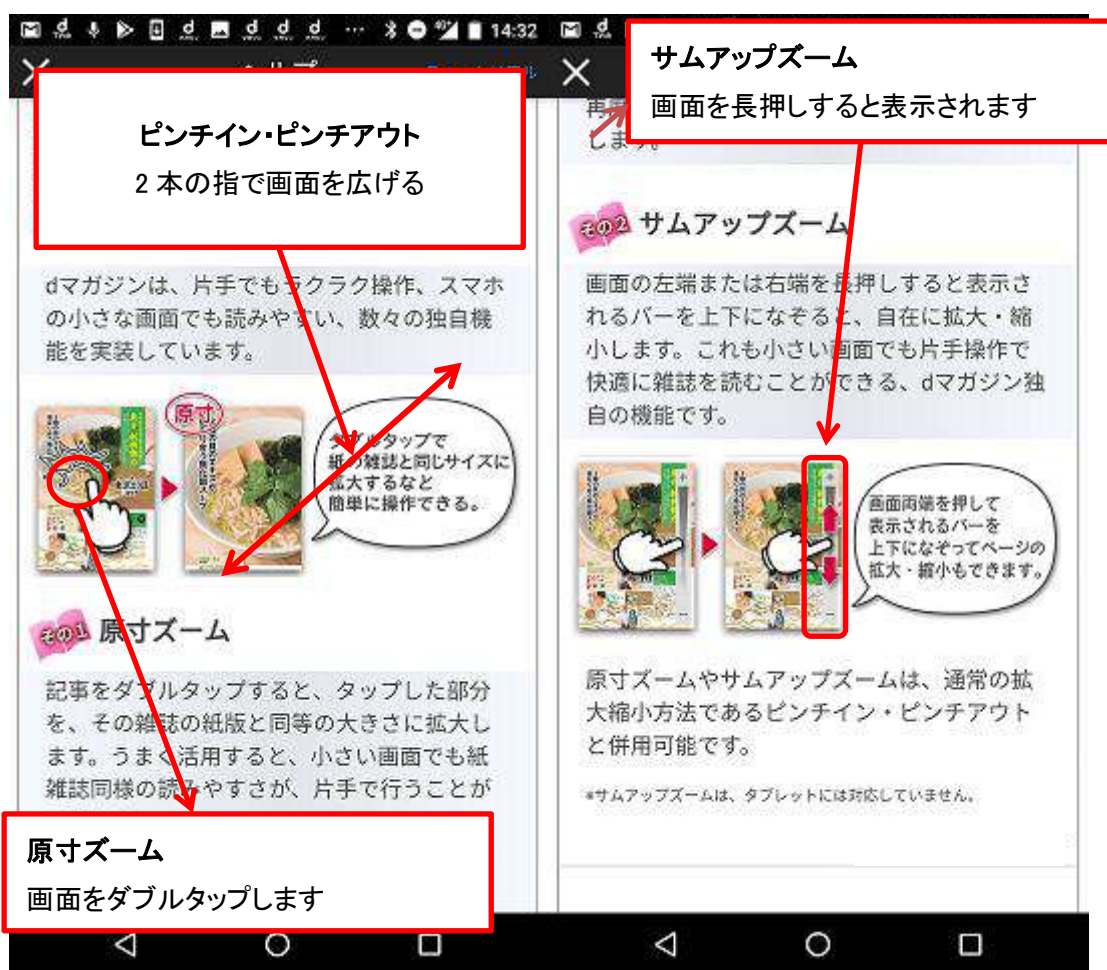 14:32
ピンチイン・ピンチアウト
2本の指で画面を広げる
dマガジンは、片手でもラクラク操作、スマホ
の小さな画面でも読みやすい、数々の独自機
能を実装しています。
原寸
ダブルタップで
紙の雑誌と同じサイズに
拡大するなど
簡単に操作できる。
その1 原寸ズーム
記事をダブルタップすると、タップした部分
を、その雑誌の紙版と同等の大きさに拡大し
ます。うまく活用すると、小さい画面でも紙
雑誌同様の読みやすさが、片手で行うことが
原寸ズーム
画面をダブルタップします
サムアップズーム
画面を長押しすると表示されます
します。
その2 サムアップズーム
画面の左端または右端を長押しすると表示さ
れるバーを上下になぞると、自在に拡大・縮
小します。これも小さい画面でも片手操作で
快適に雑誌を読むことができる、dマガジン独
自の機能です。
画面両端を押して
表示されるバーを
上下になぞってページの
拡大・縮小もできます。
原寸ズームやサムアップズームは、通常の拡
大縮小方法であるピンチイン・ピンチアウト
と併用可能です。
*サムアップズームは、タブレットには対応していません。